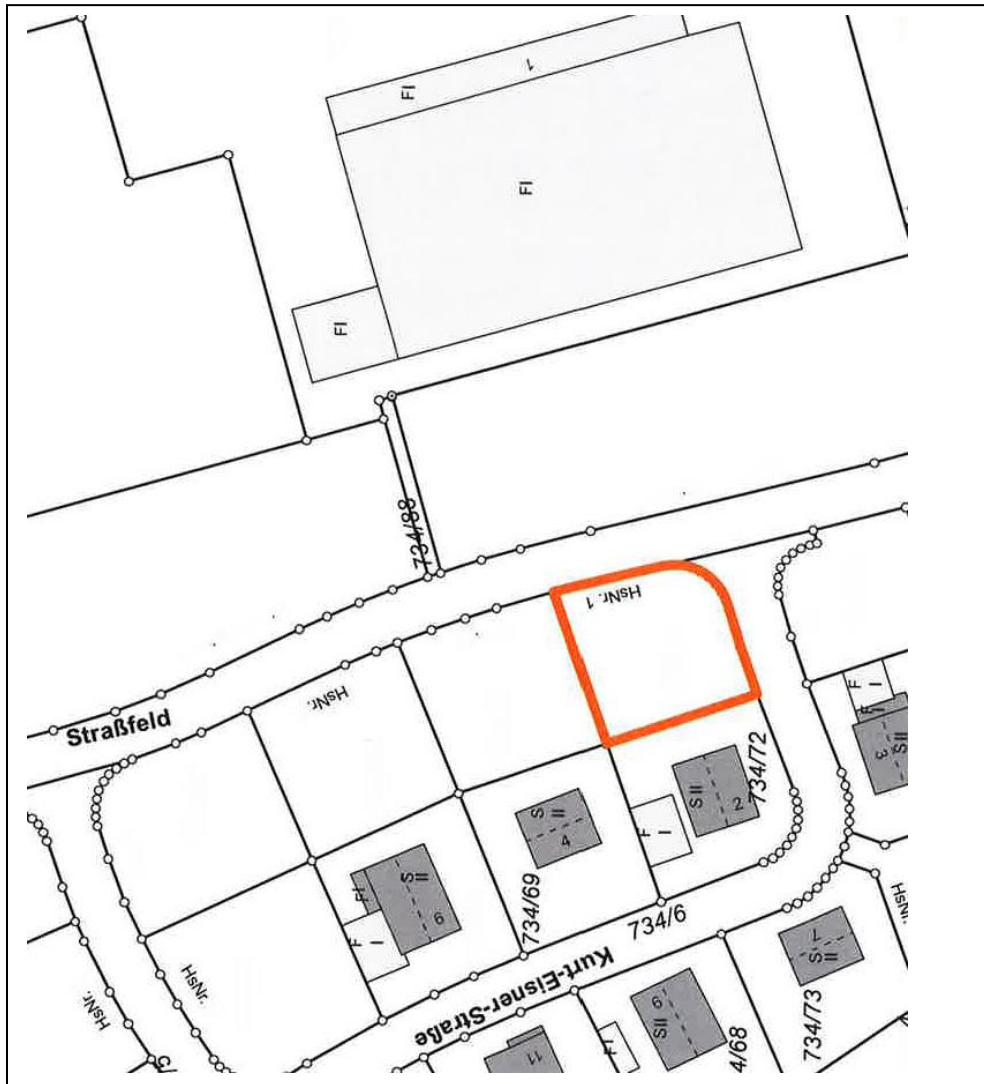 1
FI
FI
FI
734/88
HsNr. 1
HsNr.
Straßfeld
F
I
F
I
3
S II
S II
2
734/72
F
I
S
II
4
734/69
FI
S
II
6
F
I
734/6
Kurt-Eisner-Straße
HsNr.
HsNr.
HsNr.
7
S
II
734/73
9
S II
4/68
F I
11